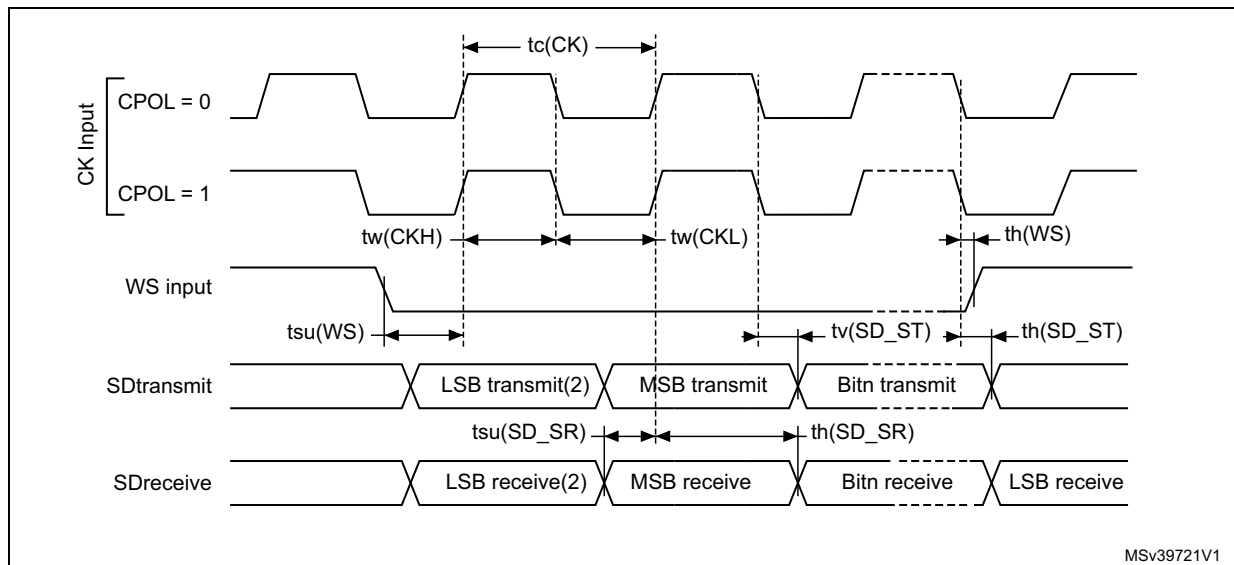 tc(CK)
CK Input
CPOL = 0
CPOL = 1
tw(CKH)
tw(CKL)
th(WS)
WS input
tsu(WS)
tv(SD_ST)
th(SD_ST)
SDtransmit
LSB transmit(2)
MSB transmit
Bitn transmit
tsu(SD_SR)
th(SD_SR)
SDreceive
LSB receive(2)
MSB receive
Bitn receive
LSB receive
MSv39721V1